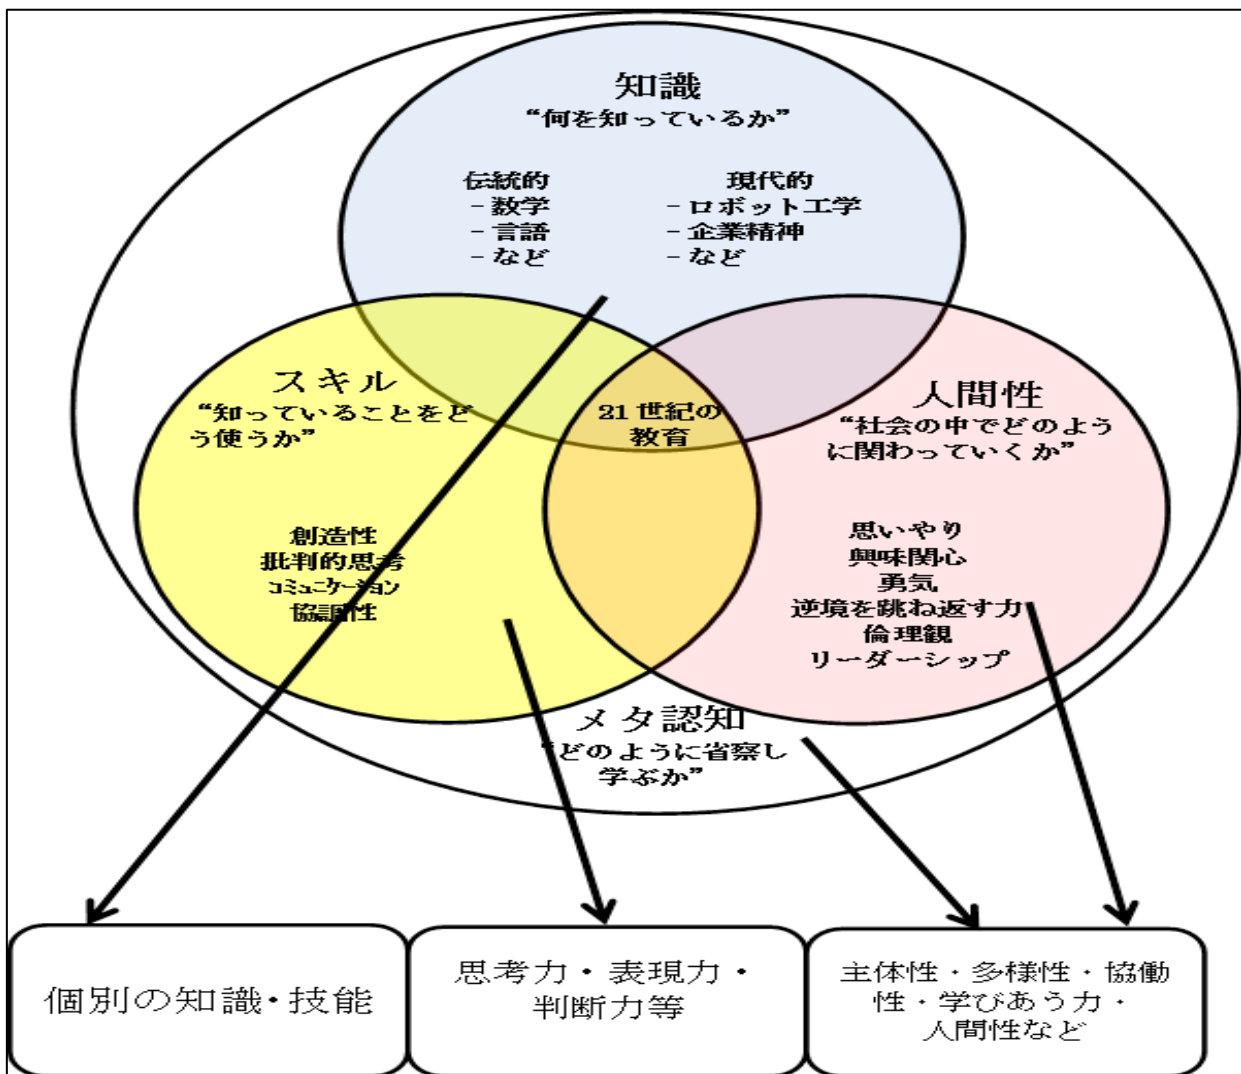 知識
“何を知っているか”
伝統的
－数学
－言語
－など
現代的
－ロボット工学
－企業精神
－など
スキル
“知っていることをど
う使うか”
創造性
批判的思考
コミュニケーション
協調性
21 世紀の
教育
人間性
“社会の中でどのよう
に関わっていくか”
思いやり
興味関心
勇気
逆境を跳ね返す力
倫理観
リーダーシップ
メタ認知
“どのように省察し
学ぶか”
個別の知識・技能
思考力・表現力・
判断力等
主体性・多様性・協働
性・学びあう力・
人間性など